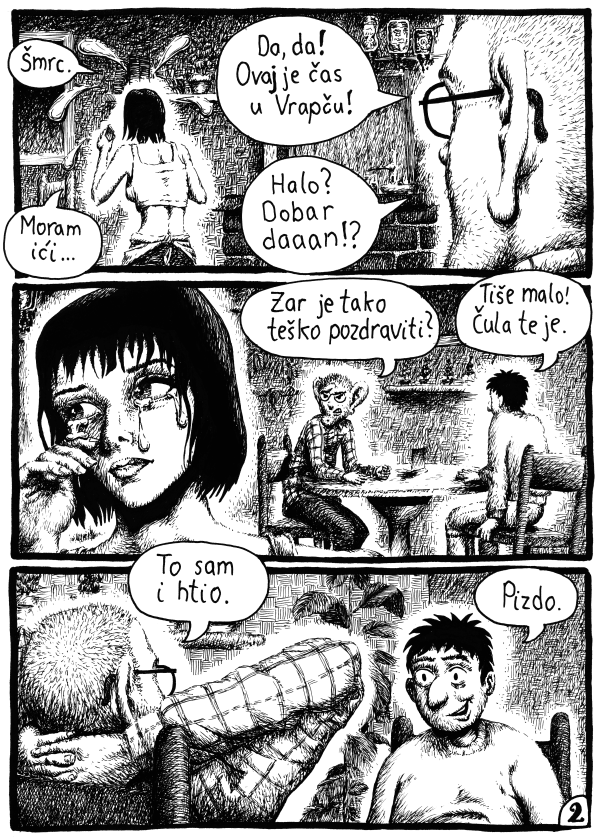 Šmrc.
Da, da!
Ovaj je čas
u Vrapču!
Halo?
Dobar
daaan!?
Moram
ići...
Zar je tako
teško pozdraviti?
Tiše malo!
Čula te je.
To sam
i htio.
Pizdo.
2